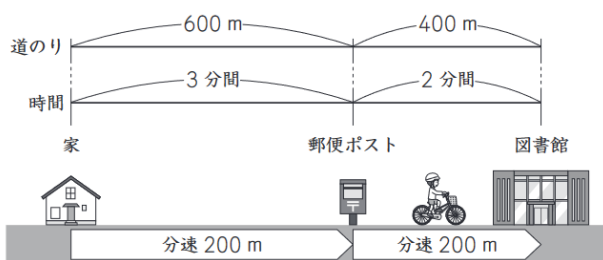 道のり 600 m 400 m
時間 3 分間 2 分間
家 郵便ポスト 図書館
〒
分速 200 m 分速 200 m